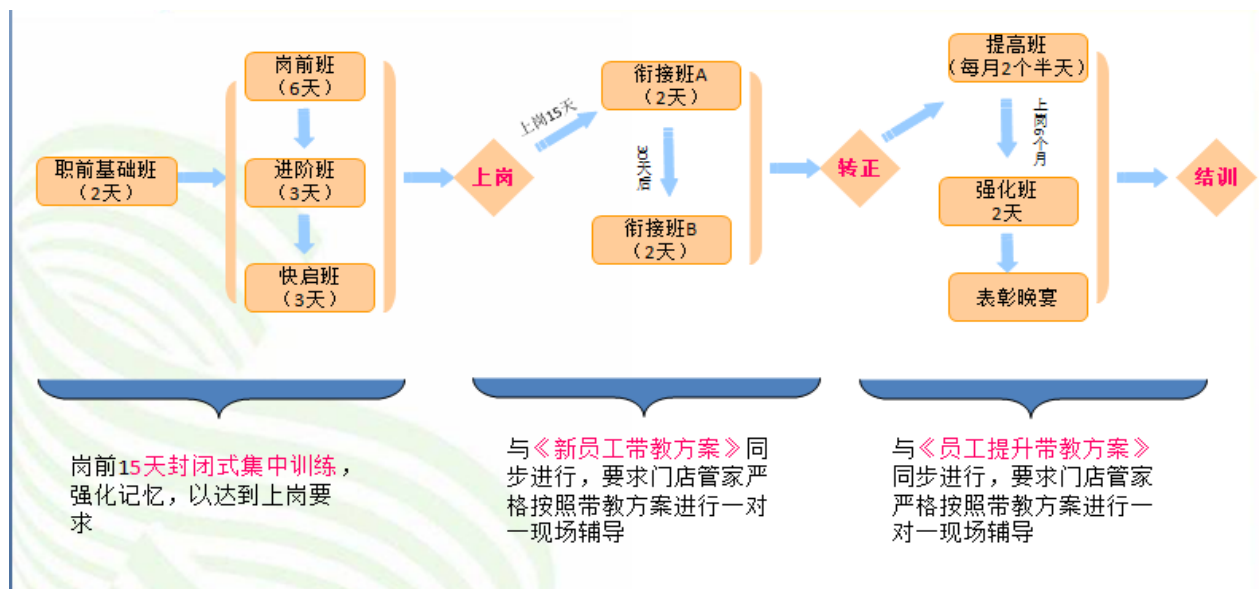 职前基础班
（2天）
岗前班
（6天）
进阶班
（3天）
快启班
（3天）
上岗
上岗15天
衔接班A
（2天）
30天后
衔接班B
（2天）
转正
提高班
（每月2个半天）
上岗9个月
强化班
2天
表彰晚宴
结训
岗前15天封闭式集中训练，
强化记忆，以达到上岗要
求
与《新员工带教方案》同
步进行，要求门店管家严
格按照带教方案进行一对
一现场辅导
与《员工提升带教方案》
同步进行，要求门店管家
严格按照带教方案进行一
对一现场辅导